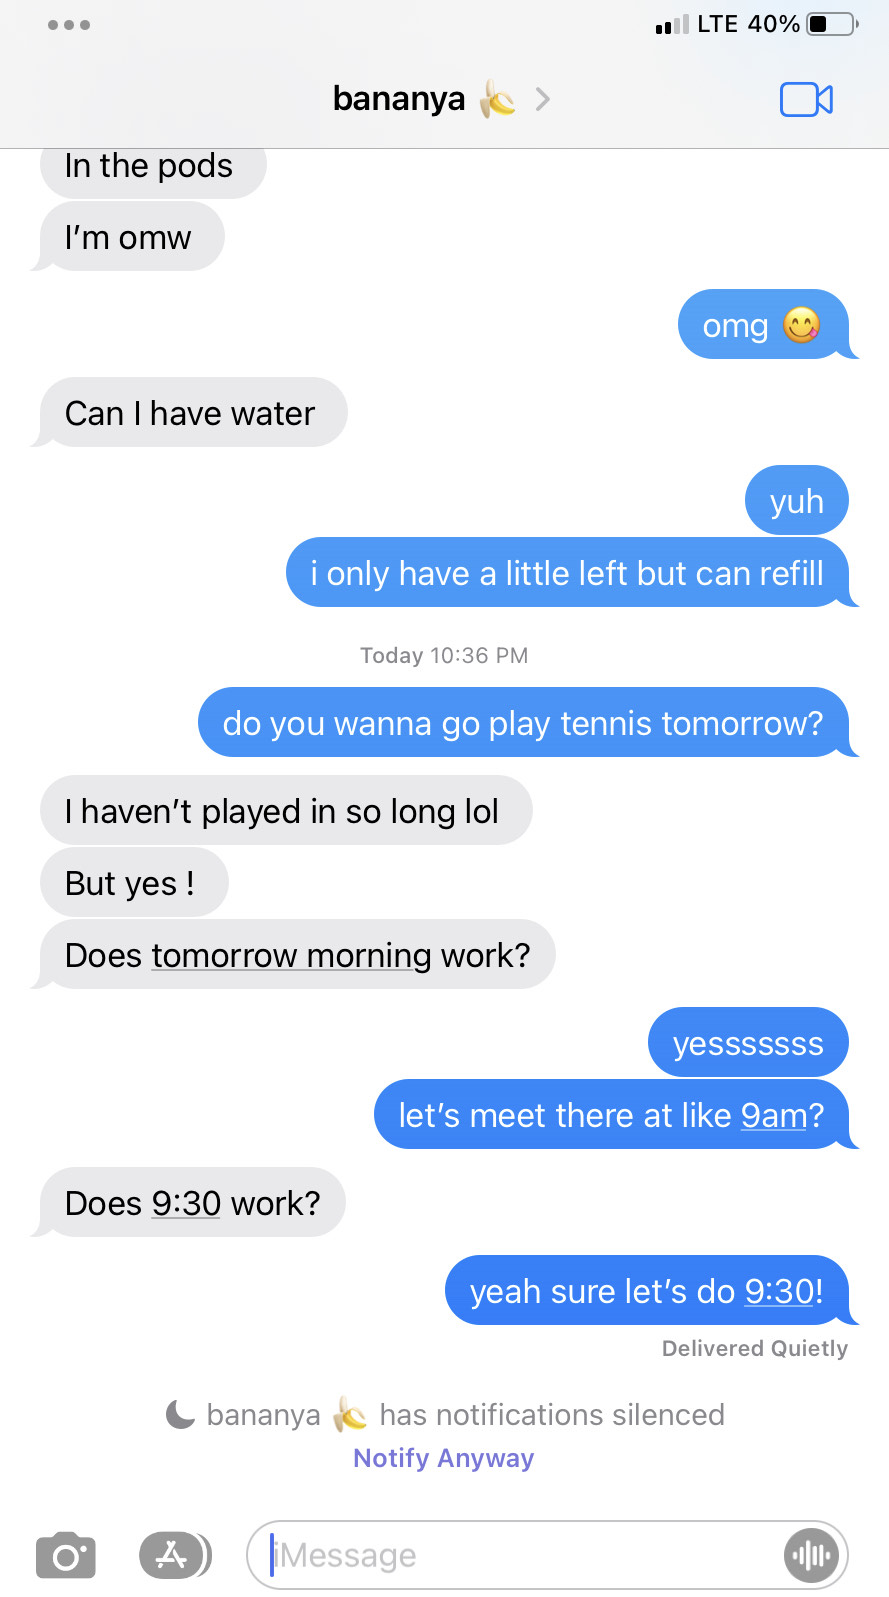 LTE 40%
bananya 🍌
In the pods
I'm omw
omg 😋
Can I have water
yuh
i only have a little left but can refill
Today 10:36 PM
do you wanna go play tennis tomorrow?
I haven't played in so long lol
But yes !
Does tomorrow morning work?
yesssssss
let's meet there at like 9am?
Does 9:30 work?
yeah sure let's do 9:30!
Delivered Quietly
bananya 🍌 has notifications silenced
Notify Anyway
iMessage